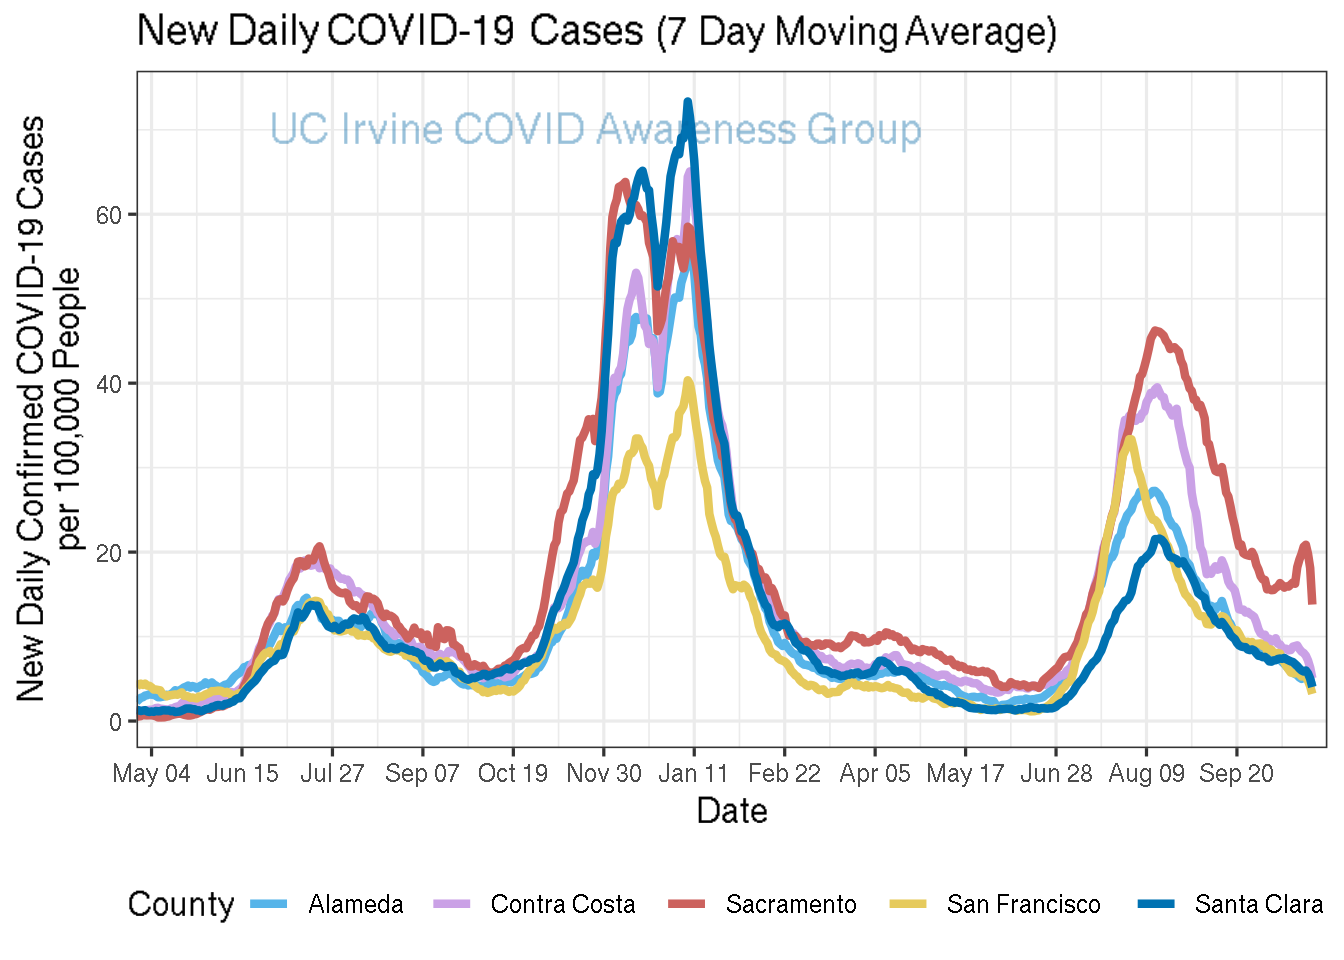 New Daily COVID-19 Cases (7 Day Moving Average)
UC Irvine COVID Awareness Group
New Daily Confirmed COVID-19 Cases
per 100,000 People
60
40
20
0
May 04 Jun 15 Jul 27 Sep 07 Oct 19 Nov 30 Jan 11 Feb 22 Apr 05 May 17 Jun 28 Aug 09 Sep 20
Date
County Alameda Contra Costa Sacramento San Francisco Santa Clara